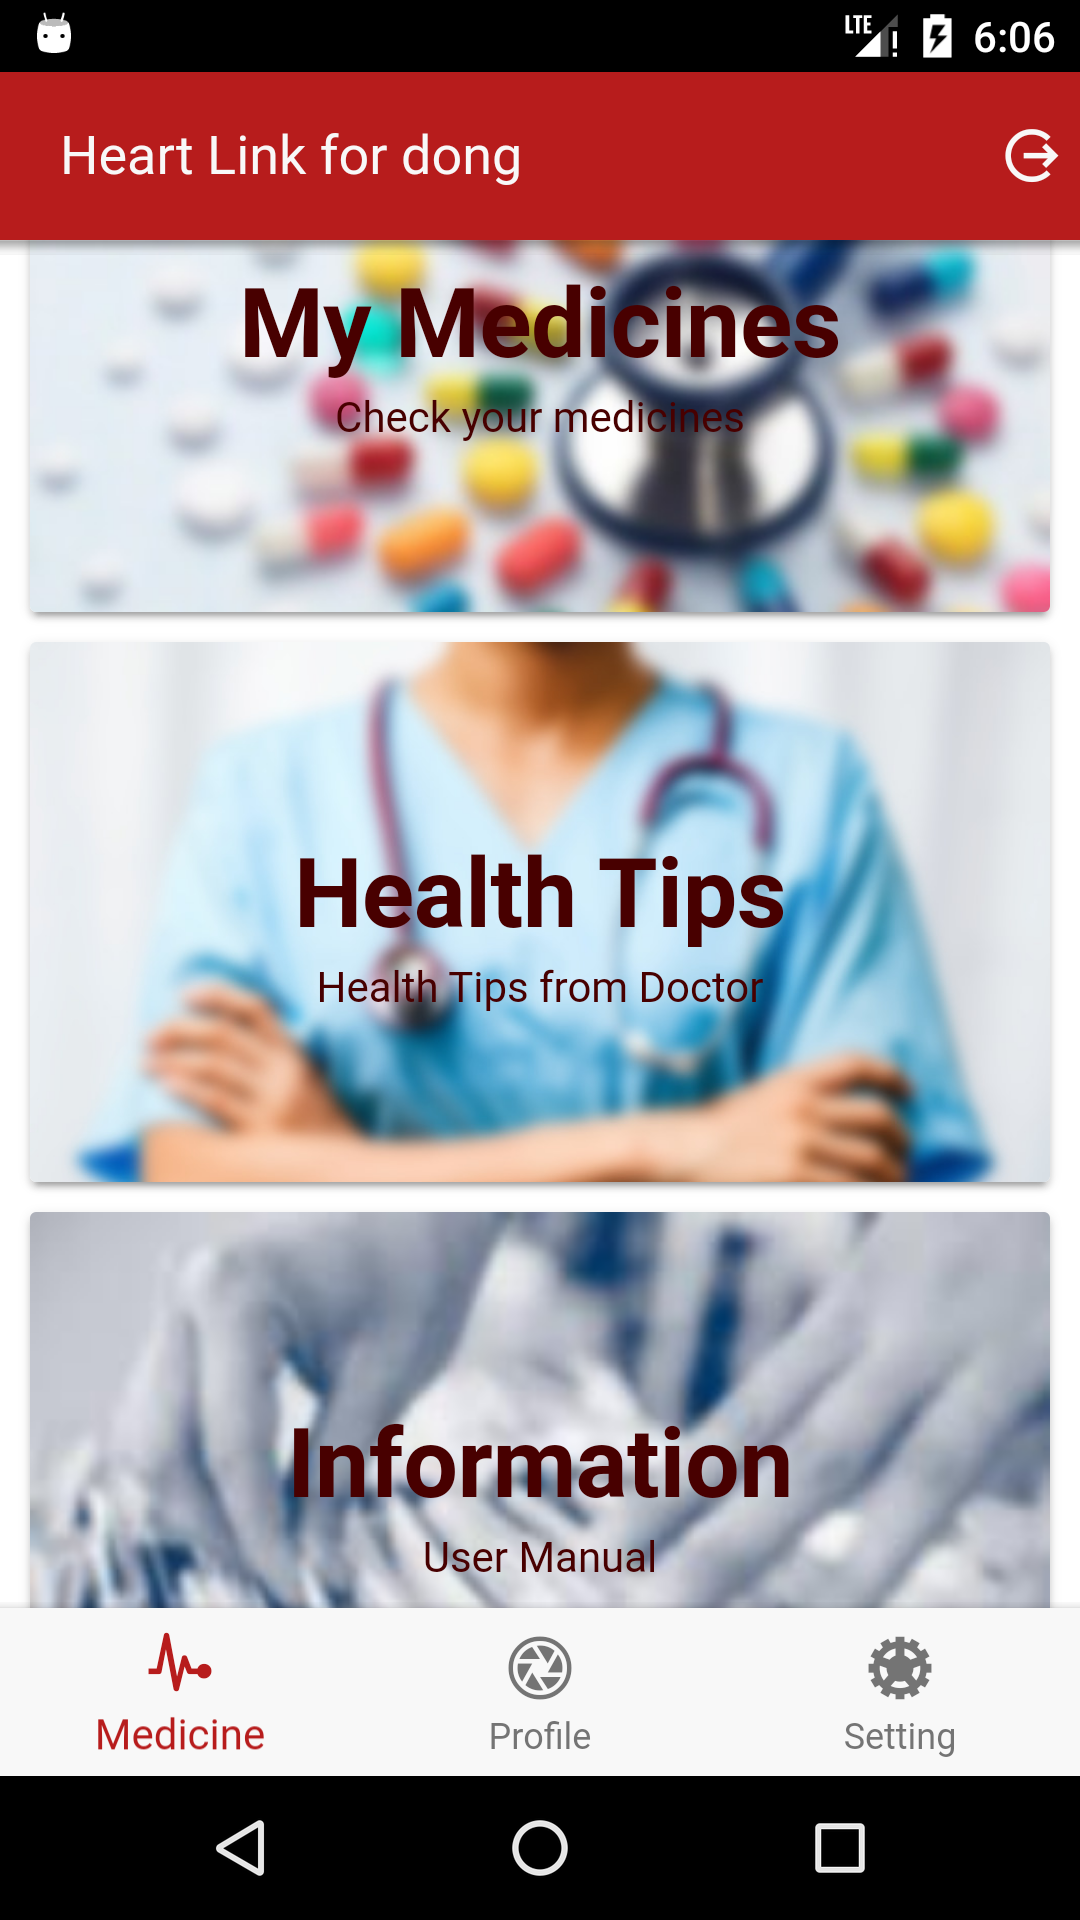 LTE 6:06
Heart Link for dong
My Medicines
Check your medicines
Health Tips
Health Tips from Doctor
Information
User Manual
Medicine Profile Setting